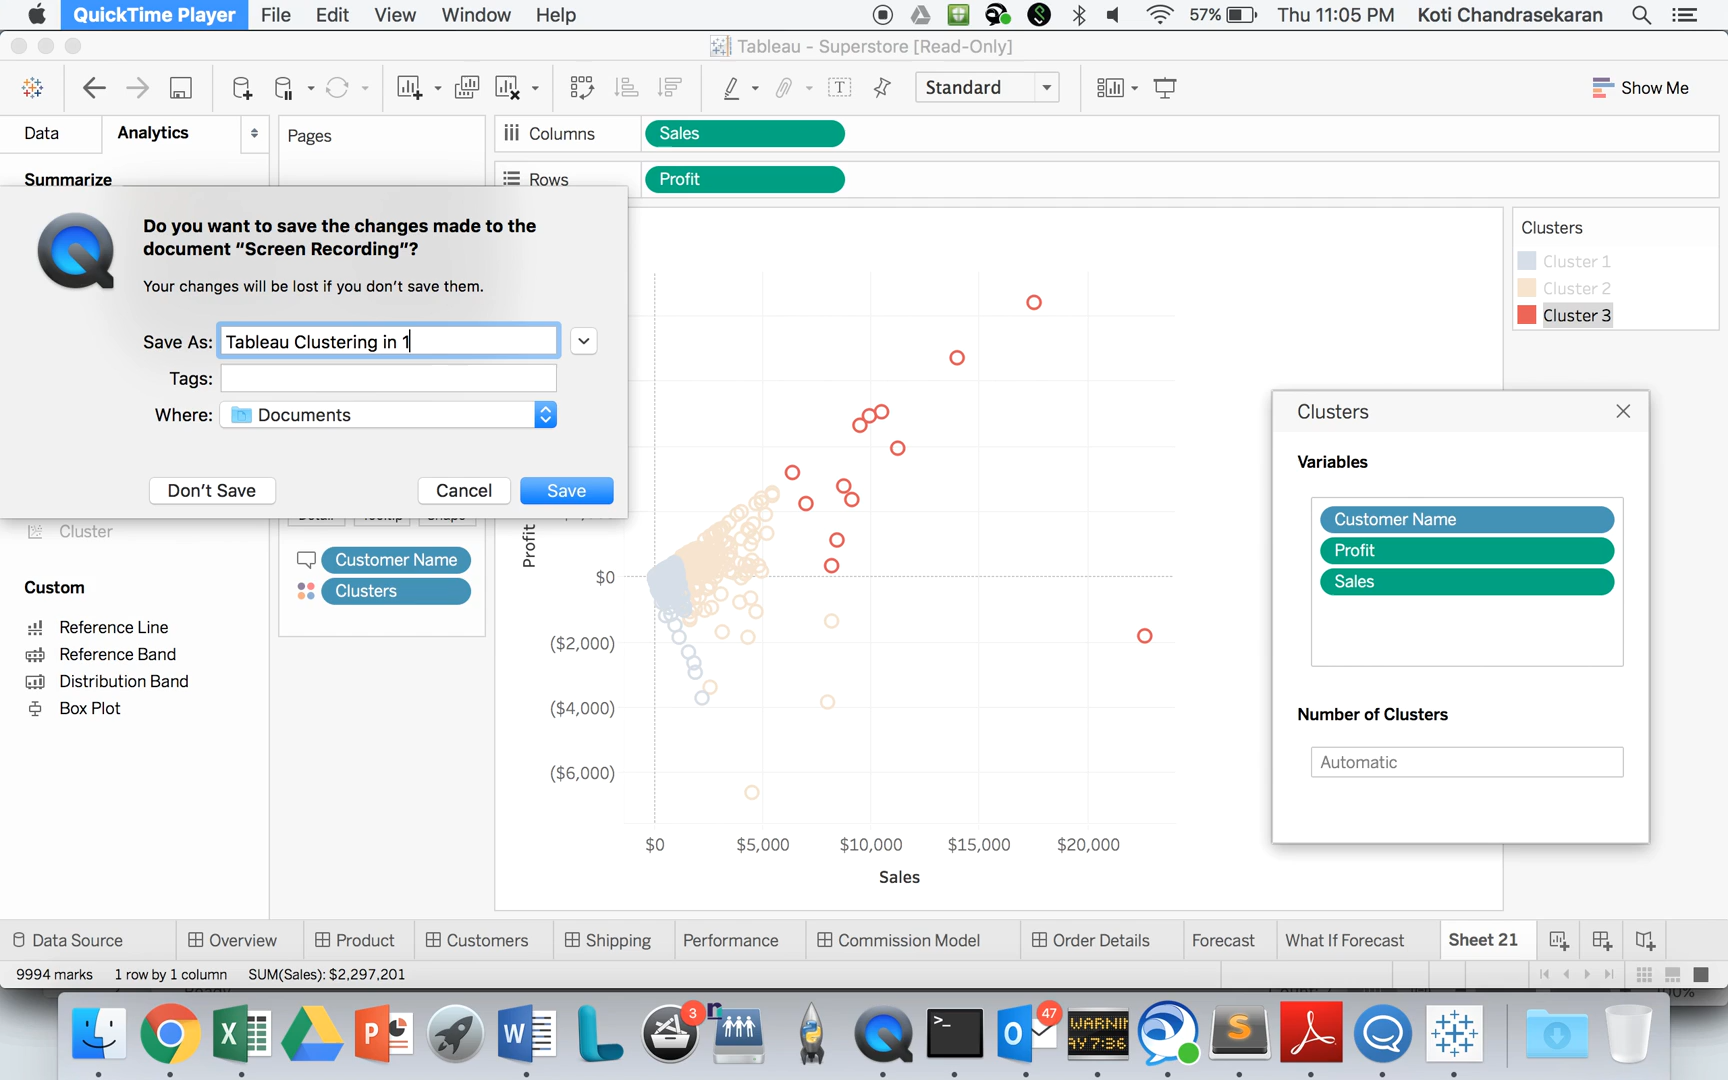 QuickTime Player File Edit View Window Help 57% Thu 11:05 PM Koti Chandrasekaran
Tableau - Superstore [Read-Only]
Standard Show Me
Data Analytics Pages Columns Sales
Summarize Rows Profit
Do you want to save the changes made to the
document “Screen Recording”?
Your changes will be lost if you don’t save them.
Save As: Tableau Clustering in 1
Tags:
Where: Documents
Don’t Save Cancel Save
Cluster
Custom
Reference Line
Reference Band
Distribution Band
Box Plot
Customer Name
Clusters
Profit
$0
($2,000)
($4,000)
($6,000)
$0 $5,000 $10,000 $15,000 $20,000
Sales
Clusters
Cluster 1
Cluster 2
Cluster 3
Clusters
Variables
Customer Name
Profit
Sales
Number of Clusters
Automatic
Data Source Overview Product Customers Shipping Performance Commission Model Order Details Forecast What If Forecast Sheet 21
9994 marks 1 row by 1 column SUM(Sales): $2,297,201
3 47
WARNIN
AY 7:36